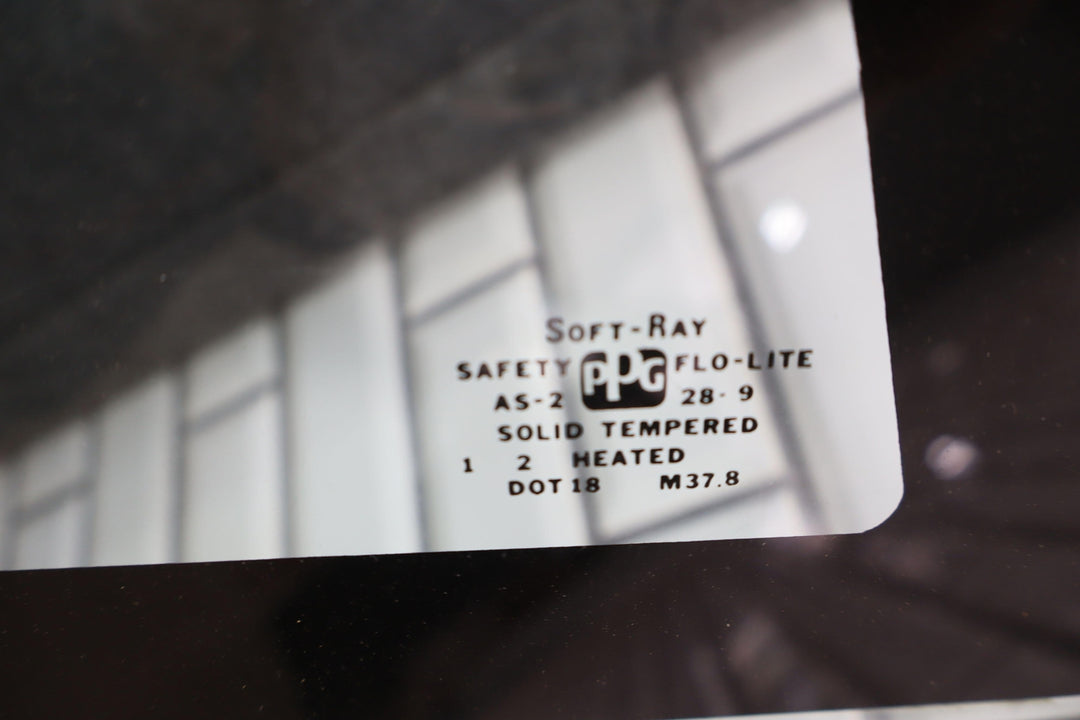 SOFT-RAY
SAFETY PPG FLO-LITE
AS-2 28-9
SOLID TEMPERED
1 2 HEATED
DOT 18 M37.8